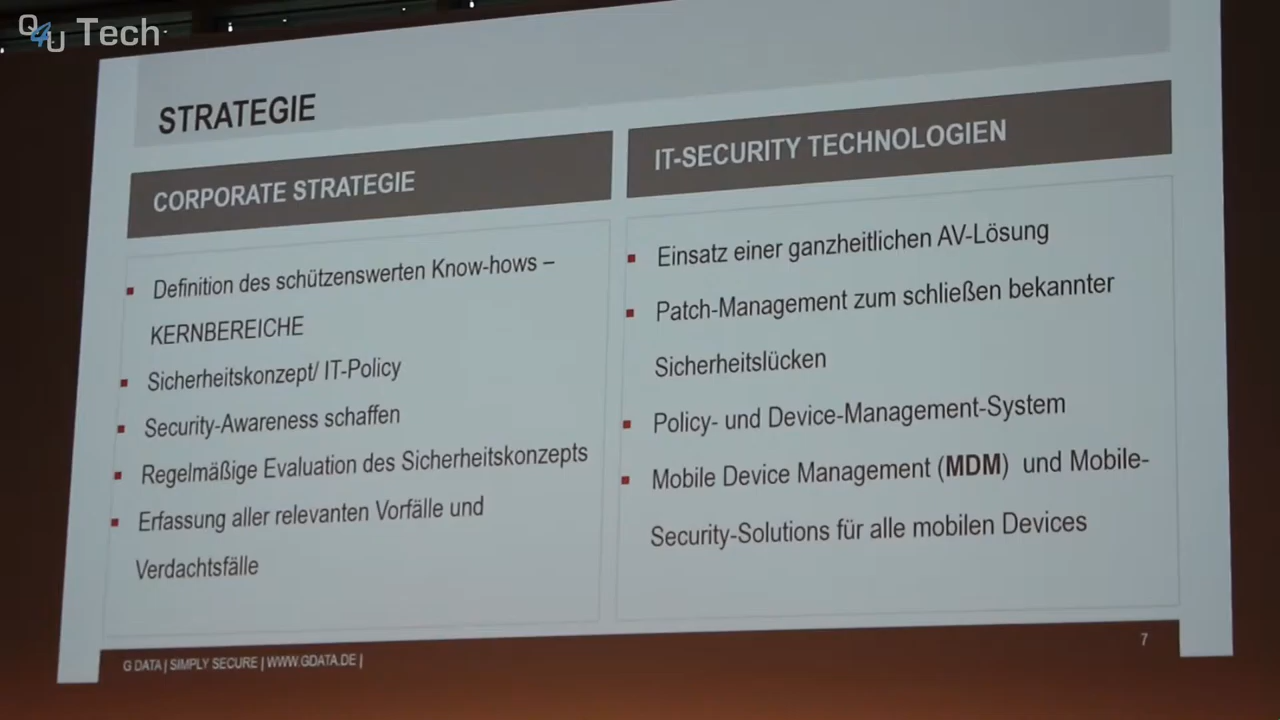 Q4U Tech
STRATEGIE
CORPORATE STRATEGIE
Definition des schützenswerten Know-hows –
KERNBEREICHE
Sicherheitskonzept/ IT-Policy
Security-Awareness schaffen
Regelmäßige Evaluation des Sicherheitskonzepts
Erfassung aller relevanten Vorfälle und
Verdachtsfälle
IT-SECURITY TECHNOLOGIEN
Einsatz einer ganzheitlichen AV-Lösung
Patch-Management zum schließen bekannter
Sicherheitslücken
Policy- und Device-Management-System
Mobile Device Management (MDM) und Mobile-
Security-Solutions für alle mobilen Devices
G DATA | SIMPLY SECURE | WWW.GDATA.DE |
7